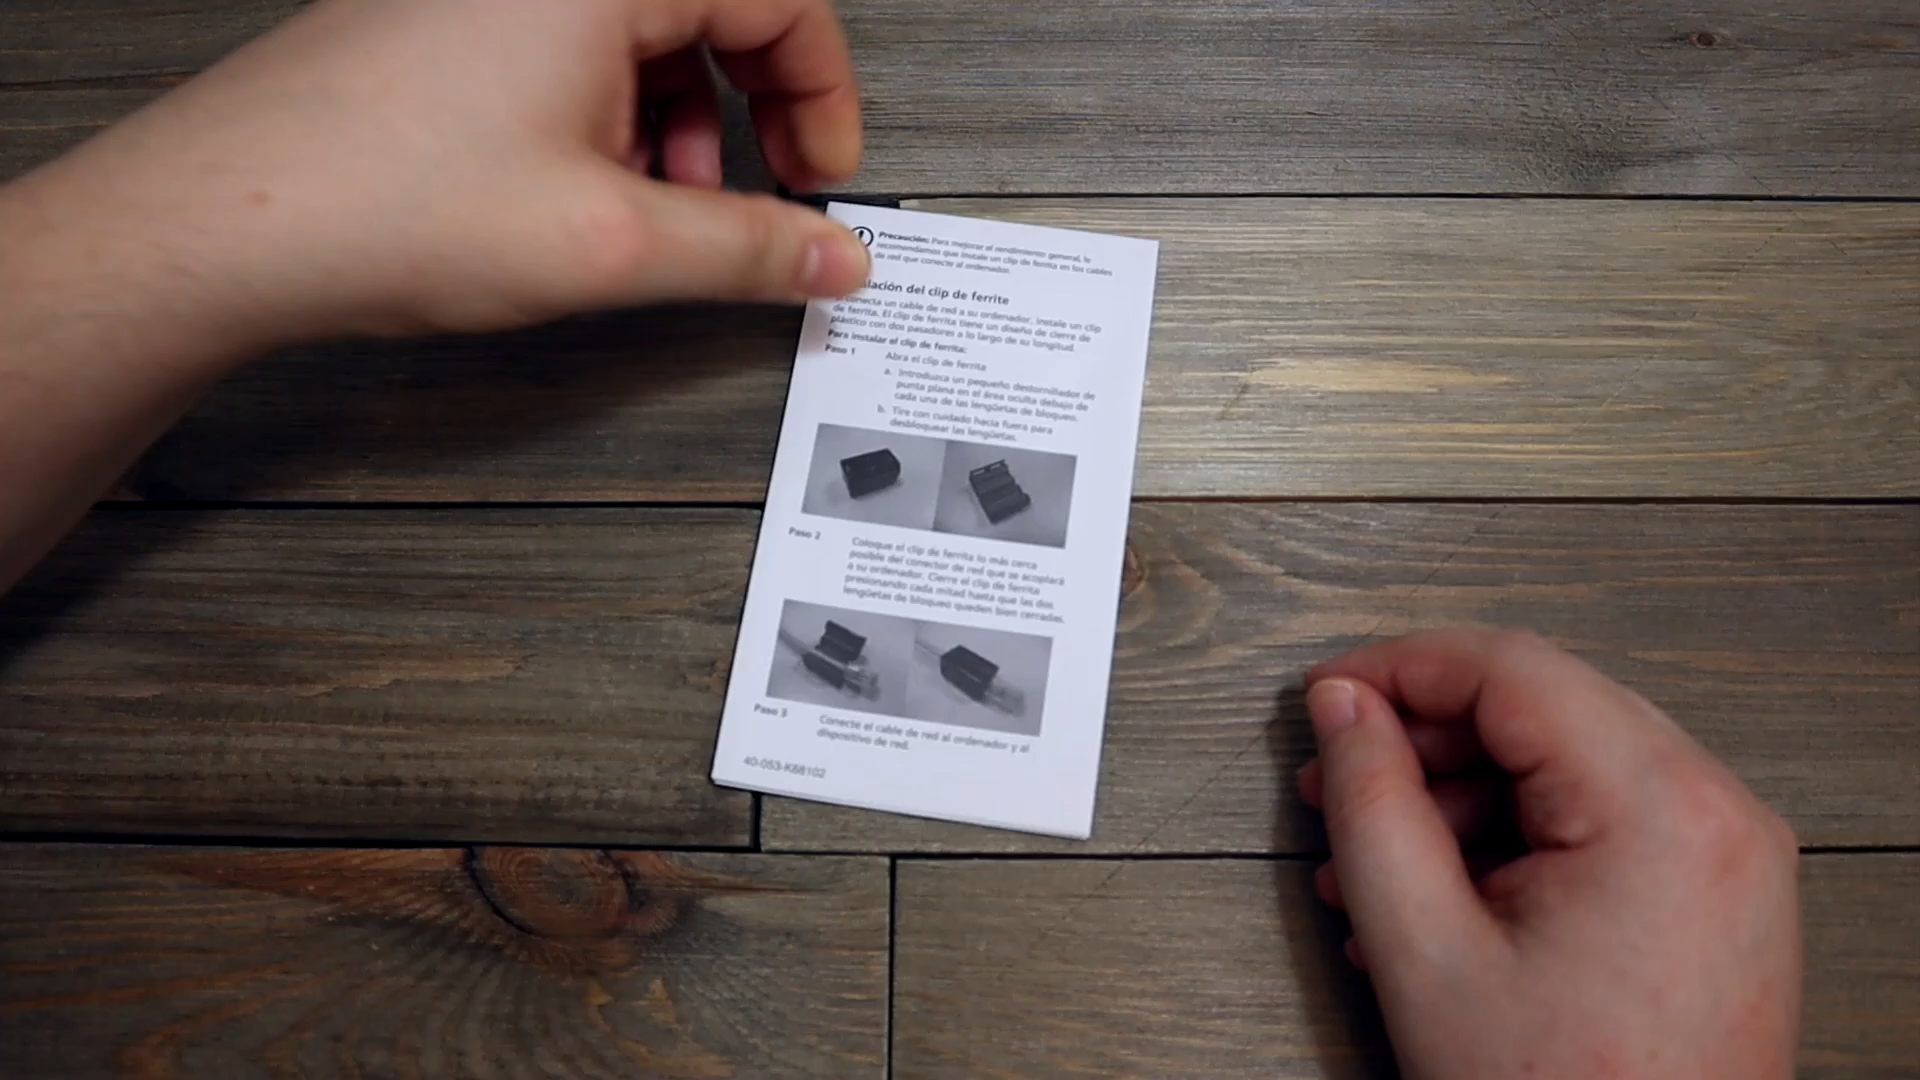 Precaución: Para mejorar el rendimiento general, le
recomendamos que instale un clip de ferrita en los cables
de red que conecte al ordenador.
lación del clip de ferrite
conecta un cable de red a su ordenador, instale un clip
de ferrita. El clip de ferrita tiene un diseño de cierre de
plástico con dos pasadores a lo largo de su longitud.
Para instalar el clip de ferrita:
Paso 1 Abra el clip de ferrita
a. Introduzca un pequeño destornillador de
punta plana en el área oculta debajo de
cada una de las lengüetas de bloqueo.
b. Tire con cuidado hacia fuera para
desbloquear las lengüetas.
Paso 2 Coloque el clip de ferrita lo más cerca
posible del conector de red que se acoplará
a su ordenador. Cierre el clip de ferrita
presionando cada mitad hasta que las dos
lengüetas de bloqueo queden bien cerradas.
Paso 3 Conecte el cable de red al ordenador y al
dispositivo de red.
40-053-K68102